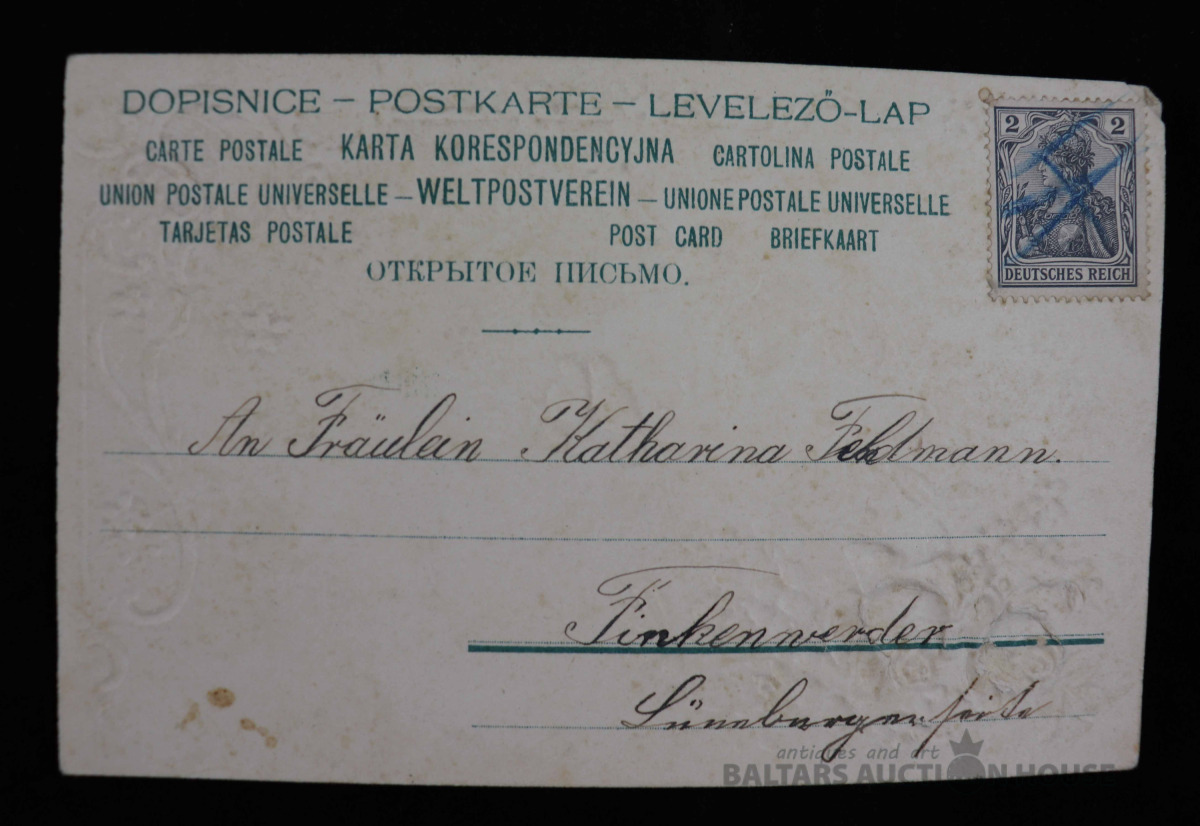 DOPISNICE – POSTKARTE – LEVELEZŐ-LAP
CARTE POSTALE KARTA KORESPONDENCYJNA CARTOLINA POSTALE
UNION POSTALE UNIVERSELLE – WELTPOSTVEREIN – UNIONE POSTALE UNIVERSELLE
TARJETAS POSTALE POST CARD BRIEFKAART
ОТКРЫТОЕ ПИСЬМО.
2 2
DEUTSCHES REICH
An Fräulein Katharina Feldmann.
Finkenwerder
Lüneburgerseite
antiques and art
BALTARS AUCTION HOUSE